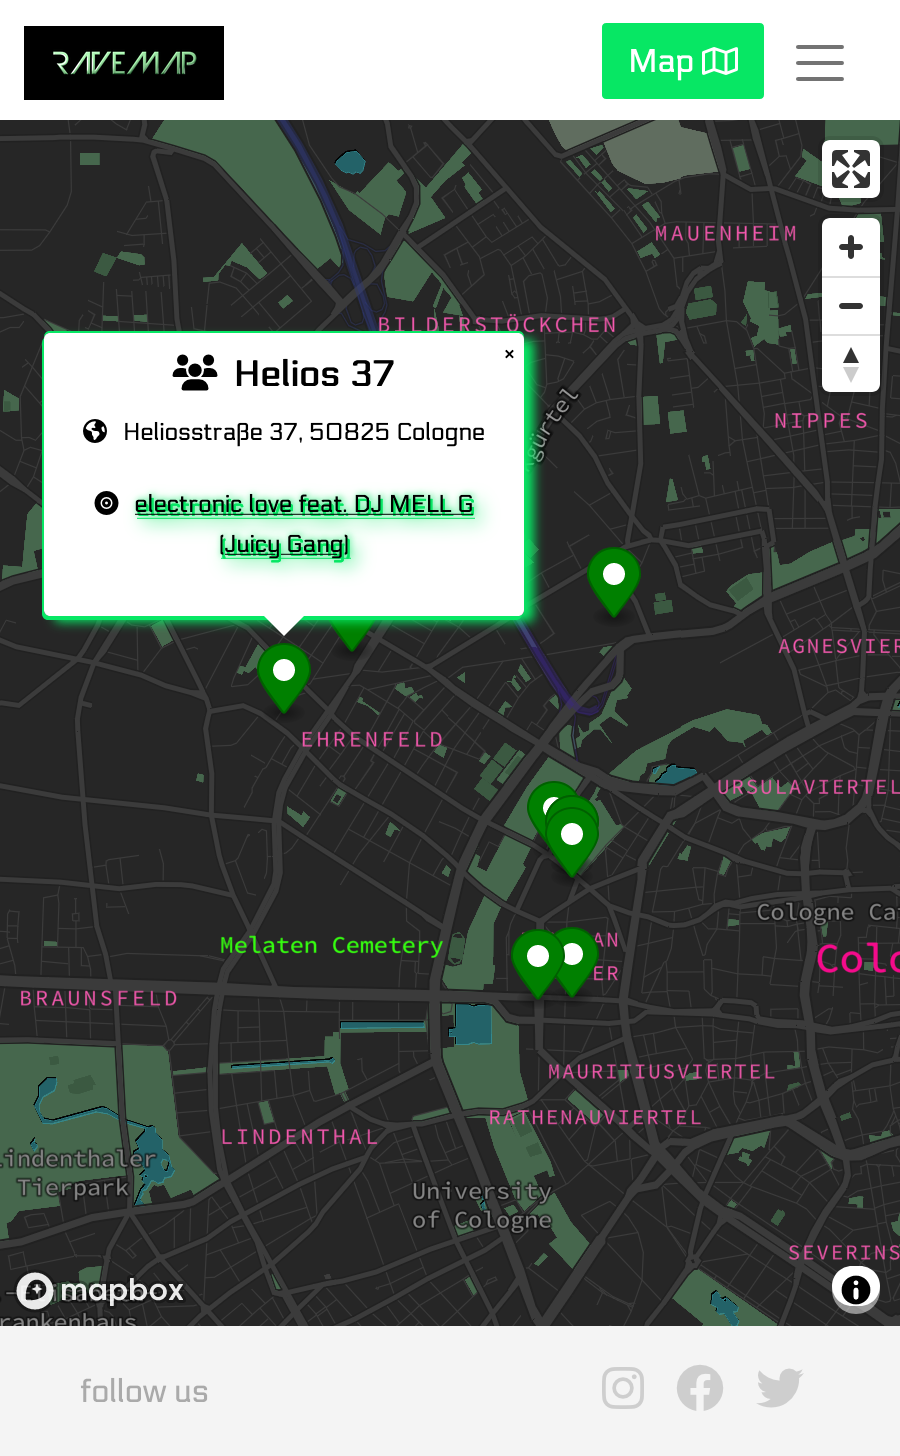 RAVEMAP
Map
MAUENHEIM
BILDERSTÖCKCHEN
×
Helios 37
NIPPES
gürtel
Heliosstraße 37, 50825 Cologne
electronic love feat. DJ MELL G
(Juicy Gang)
AGNESVIER
EHRENFELD
URSULAVIERTEL
Cologne Ca
Melaten Cemetery
AN
Colo
ER
BRAUNSFELD
MAURITIUSVIERTEL
RATHENAUVIERTEL
LINDENTHAL
indenthaler
Tierpark
University
of Cologne
SEVERINS
mapbox
rankenhaus
follow us